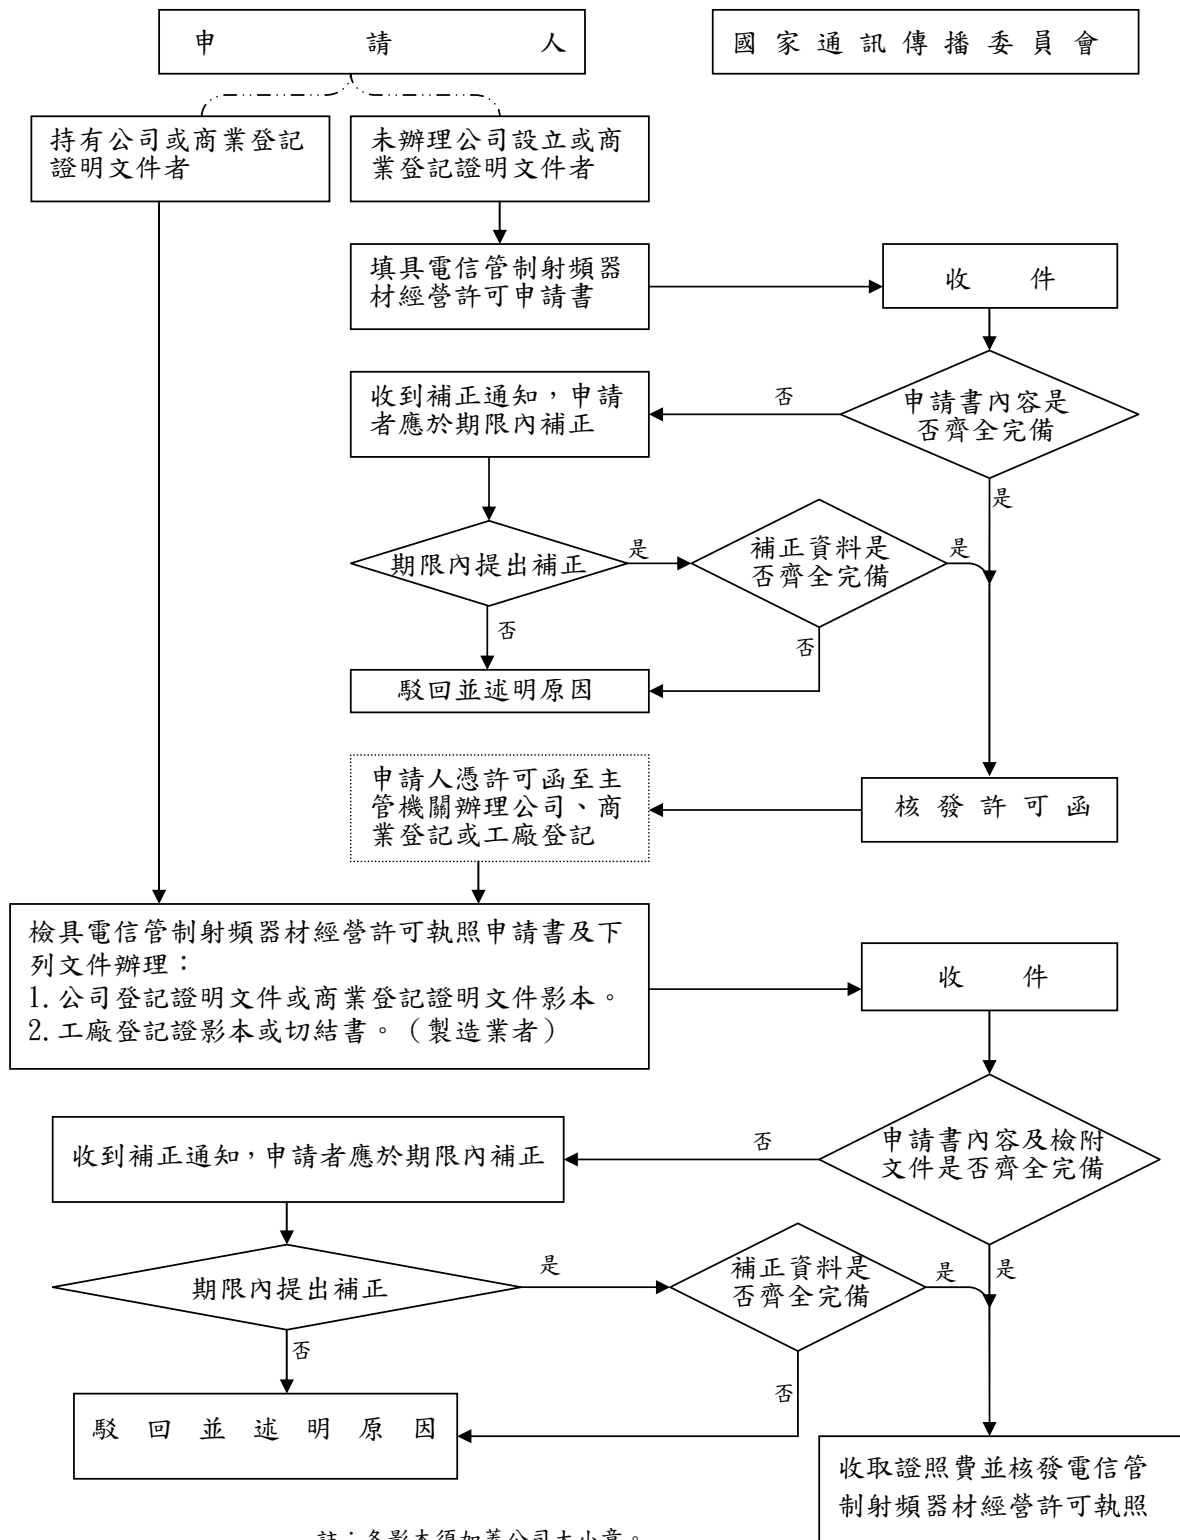 申請人
國家通訊傳播委員會
持有公司或商業登記
證明文件者
未辦理公司設立或商
業登記證明文件者
填具電信管制射頻器
材經營許可申請書
收件
收到補正通知，申請
者應於期限內補正
否
申請書內容是
否齊全完備
是
期限內提出補正
是
補正資料是
否齊全完備
是
否
否
駁回並述明原因
申請人憑許可函至主
管機關辦理公司、商
業登記或工廠登記
核發許可函
檢具電信管制射頻器材經營許可執照申請書及下
列文件辦理：
1.公司登記證明文件或商業登記證明文件影本。
2.工廠登記證影本或切結書。（製造業者）
收件
收到補正通知，申請者應於期限內補正
否
申請書內容及檢附
文件是否齊全完備
期限內提出補正
是
補正資料是
否齊全完備
是
是
否
否
駁回並述明原因
收取證照費並核發電信管
制射頻器材經營許可執照
註：各影本須加蓋公司大小章。